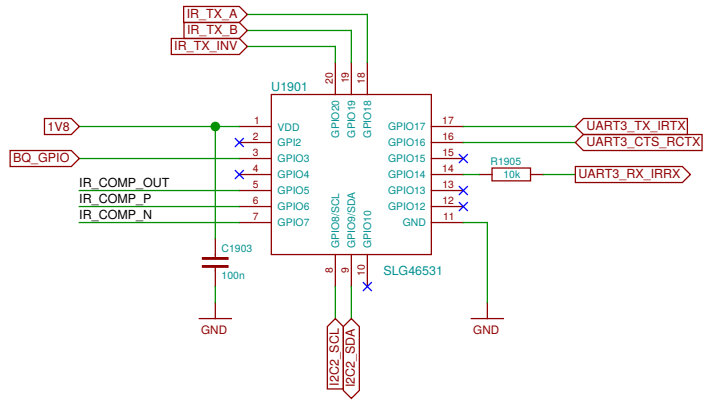 IR_TX_A
IR_TX_B
IR_TX_INV
20
19
18
U1901
GPIO20
GPIO19
GPIO18
1V8
1
VDD
GPIO17
17
UART3_TX_IRTX
2
GPI2
GPIO16
16
UART3_CTS_RCTX
BQ_GPIO
3
GPIO3
GPIO15
15
R1905
4
GPIO4
GPIO14
14
10k
UART3_RX_IRRX
IR_COMP_OUT
5
GPIO5
GPIO13
13
IR_COMP_P
6
GPIO6
GPIO12
12
IR_COMP_N
7
GPIO7
GND
11
GPIO8/SCL
GPIO9/SDA
GPIO10
C1903
100n
8
9
10
SLG46531
GND
GND
I2C2_SCL
I2C2_SDA